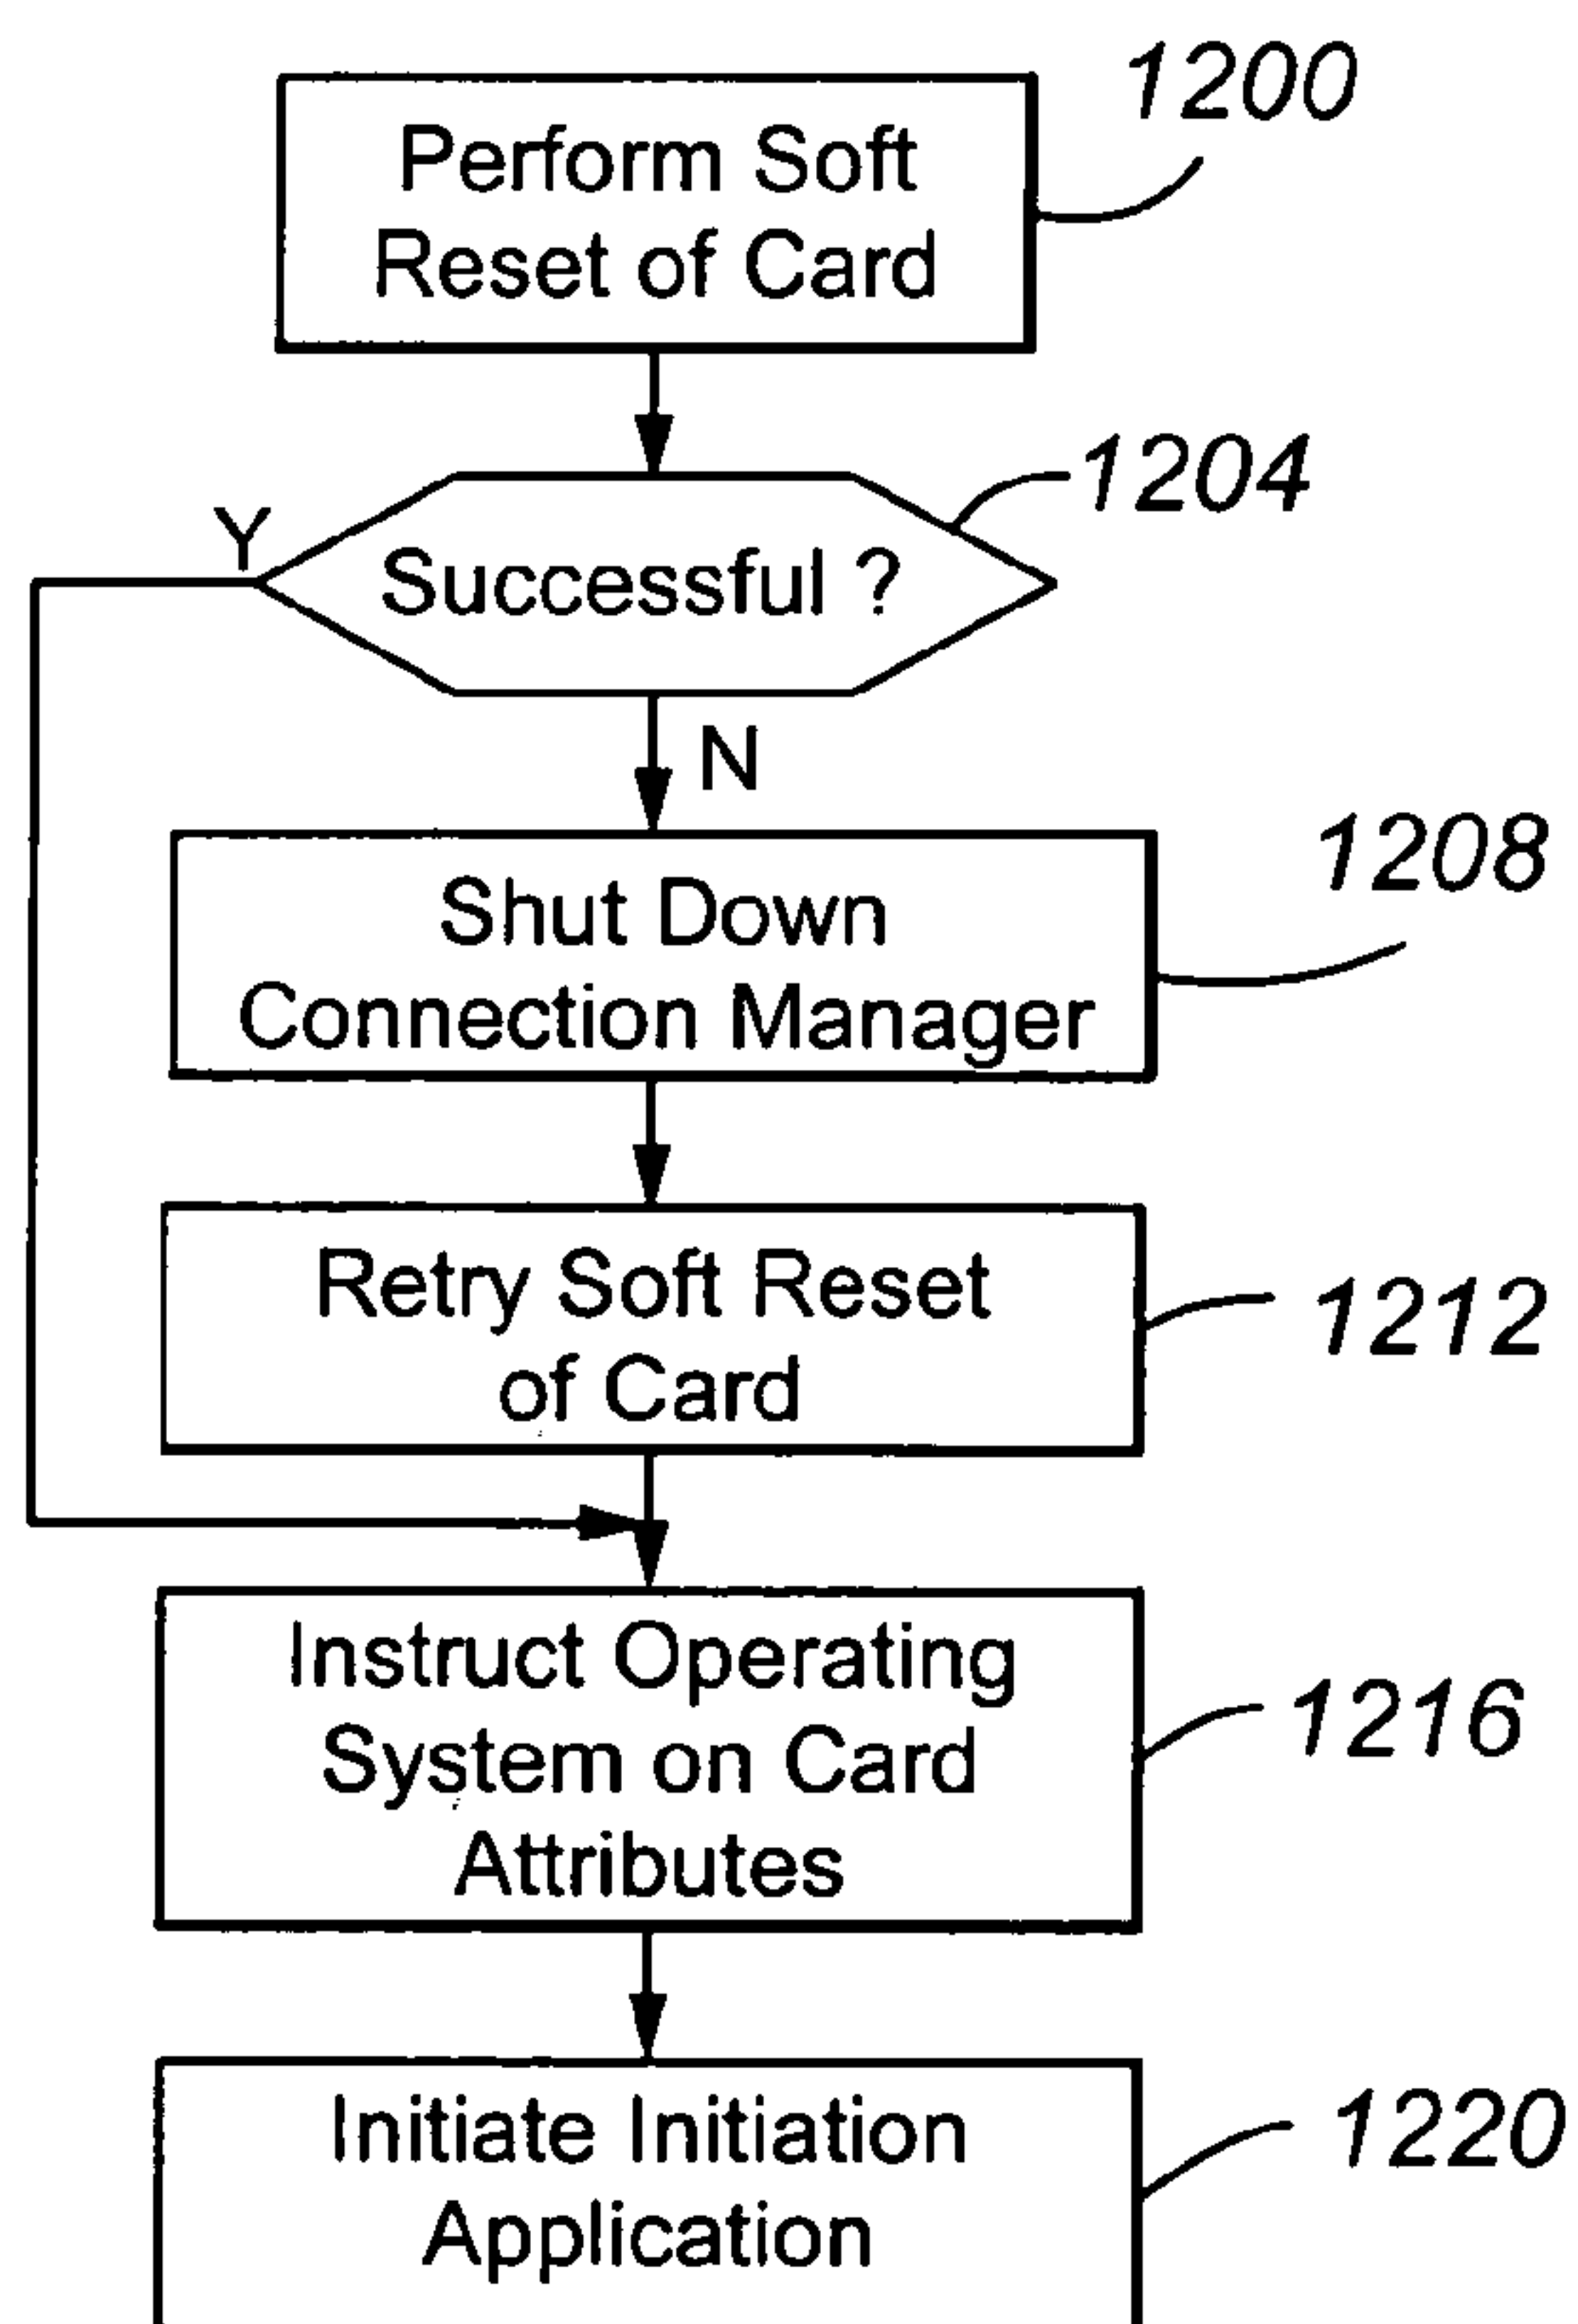 1200
Perform Soft
Reset of Card
1204
Y
Successful ?
N
1208
Shut Down
Connection Manager
Retry Soft Reset
of Card
1212
Instruct Operating
System on Card
Attributes
1216
Initiate Initiation
Application
1220